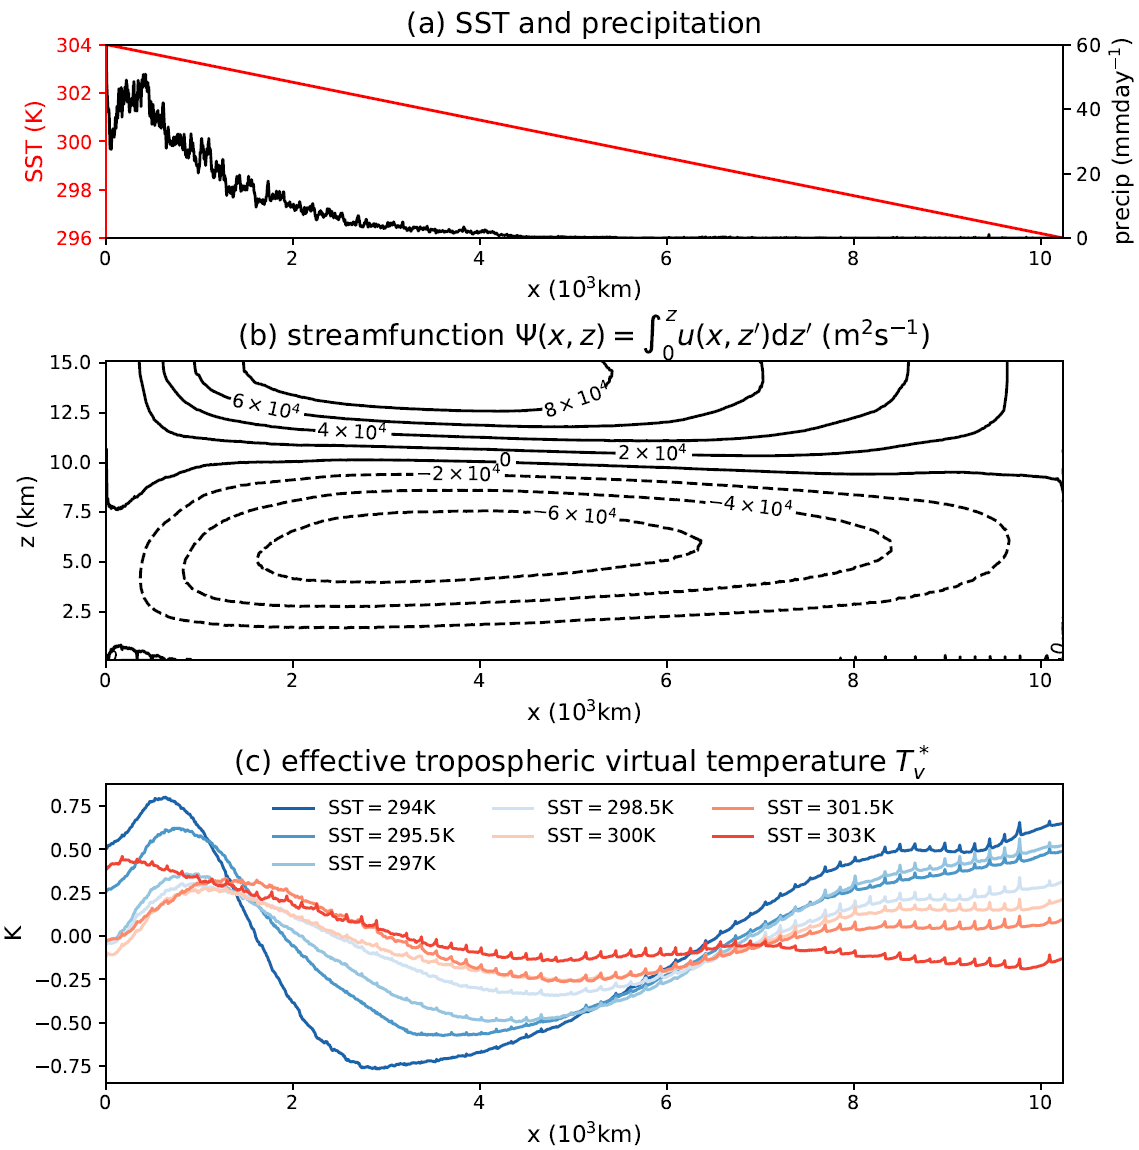 (a) SST and precipitation
304
302
300
298
296
SST (K)
60
40
20
0
precip (mmday⁻¹)
0 2 4 6 8 10
x (10³km)
(b) streamfunction Ψ(x, z) = ∫₀ᶻ u(x, z′)dz′ (m²s⁻¹)
15.0
12.5
10.0
7.5
5.0
2.5
z (km)
8 × 10⁴
6 × 10⁴
4 × 10⁴
2 × 10⁴
0
−2 × 10⁴
−4 × 10⁴
−6 × 10⁴
0
0 2 4 6 8 10
x (10³km)
(c) effective tropospheric virtual temperature Tᵥ*
0.75
0.50
0.25
0.00
−0.25
−0.50
−0.75
K
SST = 294K
SST = 295.5K
SST = 297K
SST = 298.5K
SST = 300K
SST = 301.5K
SST = 303K
0 2 4 6 8 10
x (10³km)